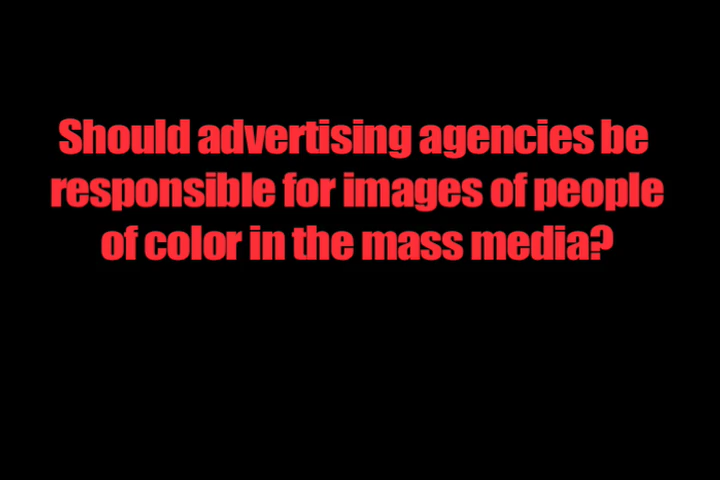 Should advertising agencies be
responsible for images of people
of color in the mass media?